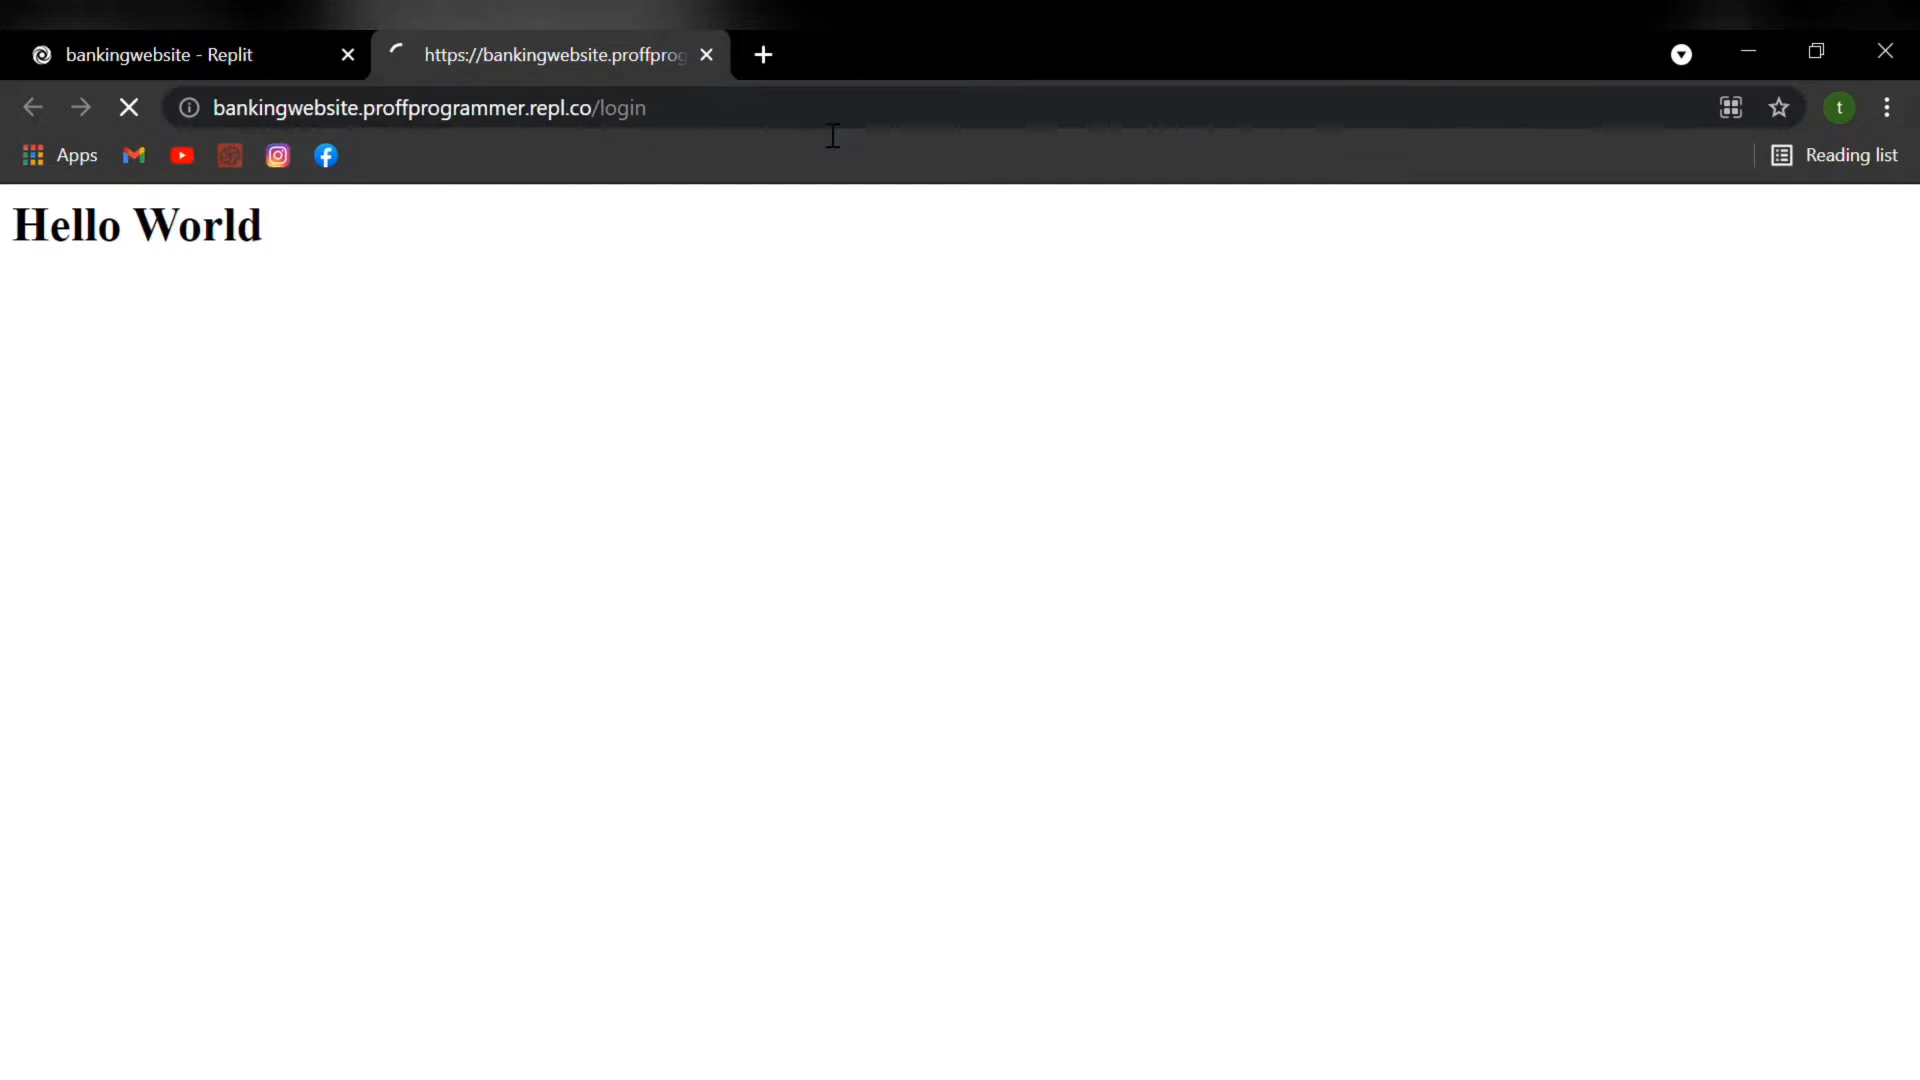 bankingwebsite - Replit
https://bankingwebsite.proffprog
bankingwebsite.proffprogrammer.repl.co/login
t
Apps
Reading list
Hello World